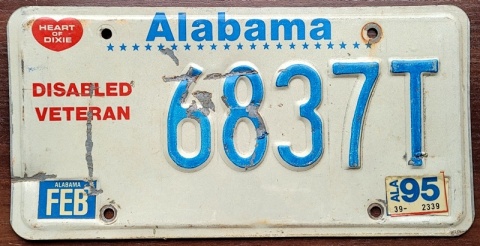 HEART
OF
DIXIE
Alabama
DISABLED
VETERAN
6837T
ALABAMA
FEB
ALA
95
39- 2339